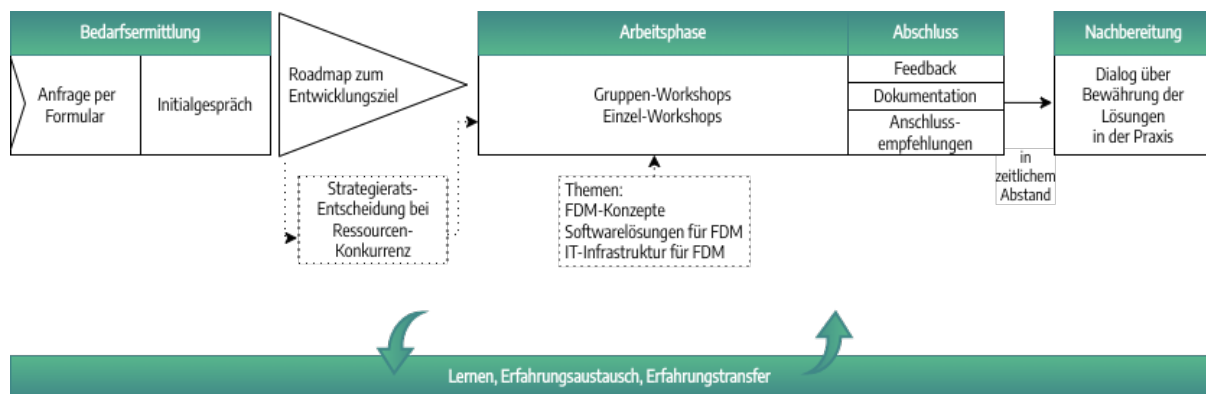 Bedarfsermittlung
Anfrage per
Formular
Initialgespräch
Roadmap zum
Entwicklungsziel
Strategierats-
Entscheidung bei
Ressourcen-
Konkurrenz
Arbeitsphase
Gruppen-Workshops
Einzel-Workshops
Themen:
FDM-Konzepte
Softwarelösungen für FDM
IT-Infrastruktur für FDM
Abschluss
Feedback
Dokumentation
Anschluss-
empfehlungen
in
zeitlichem
Abstand
Nachbereitung
Dialog über
Bewährung der
Lösungen
in der Praxis
Lernen, Erfahrungsaustausch, Erfahrungstransfer